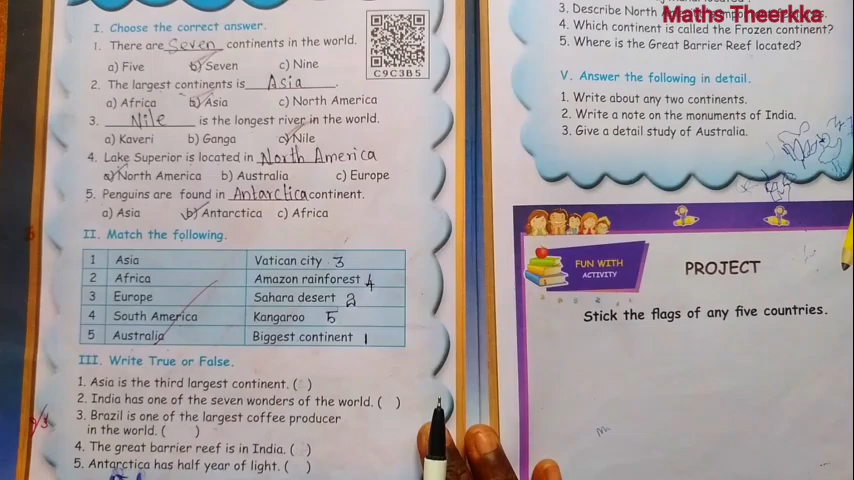 I. Choose the correct answer.
1. There are Seven continents in the world.
a) Five b) Seven c) Nine
C9C3B5
2. The largest continents is Asia.
a) Africa b) Asia c) North America
3. Nile is the longest river in the world.
a) Kaveri b) Ganga c) Nile
4. Lake Superior is located in North America
a) North America b) Australia c) Europe
5. Penguins are found in Antarctica continent.
a) Asia b) Antarctica c) Africa
II. Match the following.
1 Asia Vatican city 3
2 Africa Amazon rainforest 4
3 Europe Sahara desert 2
4 South America Kangaroo 5
5 Australia Biggest continent 1
III. Write True or False.
1. Asia is the third largest continent. ( )
2. India has one of the seven wonders of the world. ( )
3. Brazil is one of the largest coffee producer
in the world. ( )
4. The great barrier reef is in India. ( )
5. Antarctica has half year of light. ( )
Maths Theerkka
3. Describe North
4. Which continent is called the Frozen continent?
5. Where is the Great Barrier Reef located?
V. Answer the following in detail.
1. Write about any two continents.
2. Write a note on the monuments of India.
3. Give a detail study of Australia.
FUN WITH
ACTIVITY
PROJECT
Stick the flags of any five countries.